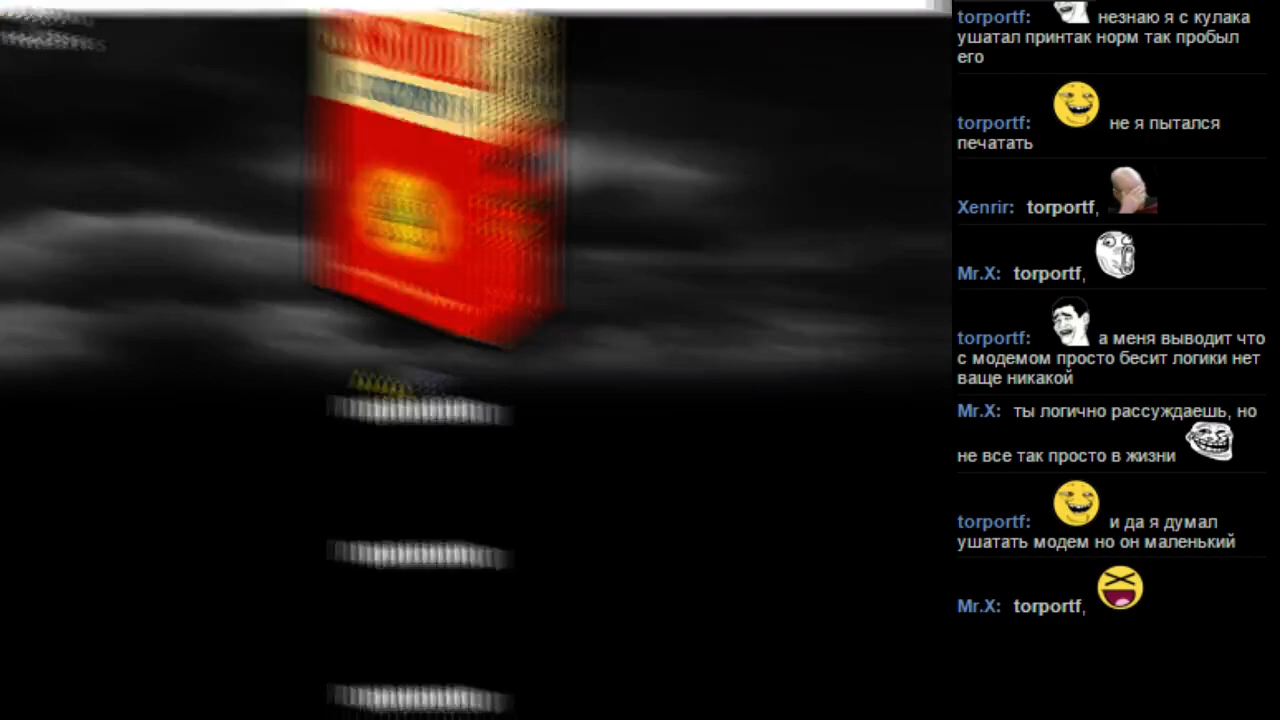 torportf: незнаю я с кулака
ушатал принтак норм так пробыл
его
torportf: не я пытался
печатать
Xenrir: torportf,
Mr.X: torportf,
torportf: а меня выводит что
с модемом просто бесит логики нет
ваще никакой
Mr.X: ты логично рассуждаешь, но
не все так просто в жизни
torportf: и да я думал
ушатать модем но он маленький
Mr.X: torportf,